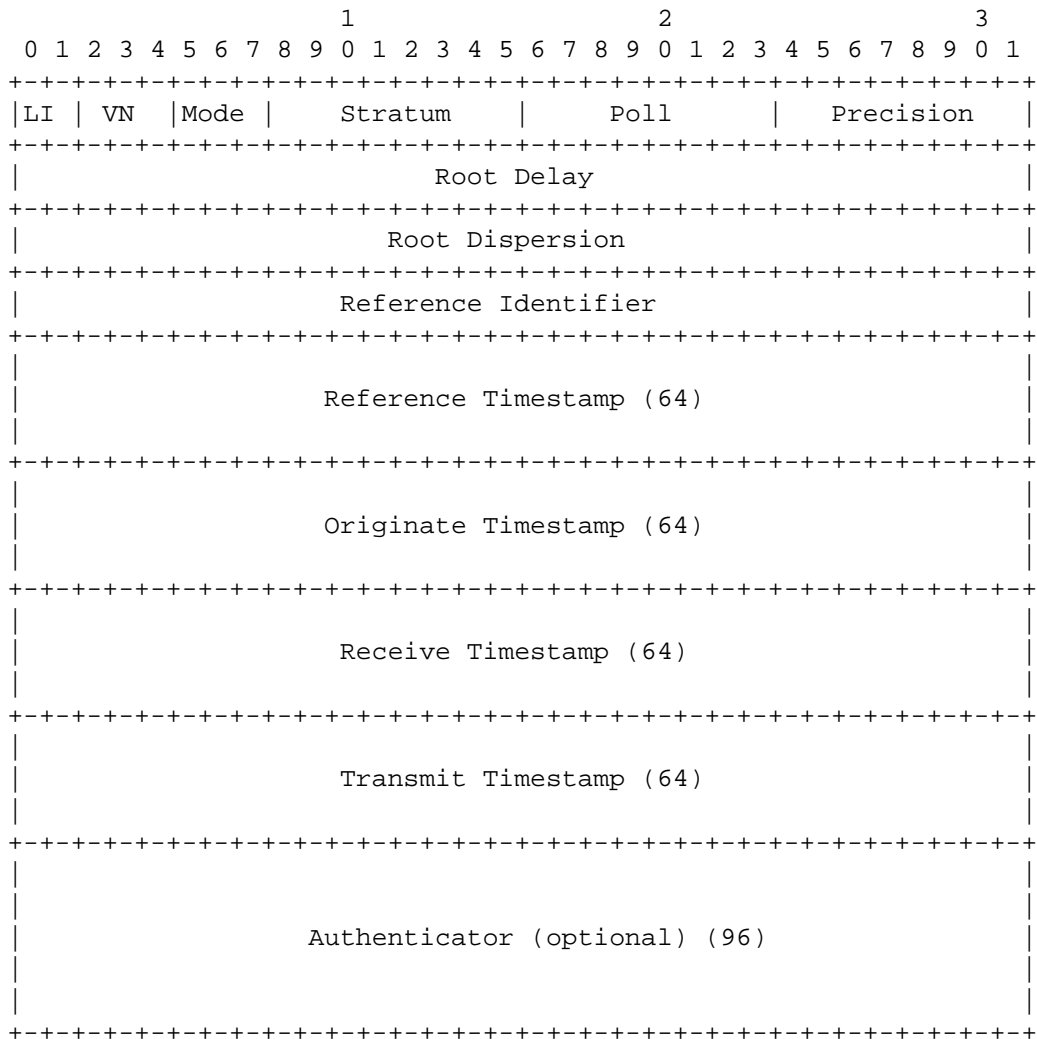 1                   2                   3
 0 1 2 3 4 5 6 7 8 9 0 1 2 3 4 5 6 7 8 9 0 1 2 3 4 5 6 7 8 9 0 1
+-+-+-+-+-+-+-+-+-+-+-+-+-+-+-+-+-+-+-+-+-+-+-+-+-+-+-+-+-+-+-+-+
|LI | VN  |Mode |    Stratum    |     Poll      |   Precision   |
+-+-+-+-+-+-+-+-+-+-+-+-+-+-+-+-+-+-+-+-+-+-+-+-+-+-+-+-+-+-+-+-+
|                          Root Delay                           |
+-+-+-+-+-+-+-+-+-+-+-+-+-+-+-+-+-+-+-+-+-+-+-+-+-+-+-+-+-+-+-+-+
|                       Root Dispersion                         |
+-+-+-+-+-+-+-+-+-+-+-+-+-+-+-+-+-+-+-+-+-+-+-+-+-+-+-+-+-+-+-+-+
|                    Reference Identifier                       |
+-+-+-+-+-+-+-+-+-+-+-+-+-+-+-+-+-+-+-+-+-+-+-+-+-+-+-+-+-+-+-+-+
|                                                               |
|                   Reference Timestamp (64)                    |
|                                                               |
+-+-+-+-+-+-+-+-+-+-+-+-+-+-+-+-+-+-+-+-+-+-+-+-+-+-+-+-+-+-+-+-+
|                                                               |
|                   Originate Timestamp (64)                    |
|                                                               |
+-+-+-+-+-+-+-+-+-+-+-+-+-+-+-+-+-+-+-+-+-+-+-+-+-+-+-+-+-+-+-+-+
|                                                               |
|                    Receive Timestamp (64)                     |
|                                                               |
+-+-+-+-+-+-+-+-+-+-+-+-+-+-+-+-+-+-+-+-+-+-+-+-+-+-+-+-+-+-+-+-+
|                                                               |
|                    Transmit Timestamp (64)                    |
|                                                               |
+-+-+-+-+-+-+-+-+-+-+-+-+-+-+-+-+-+-+-+-+-+-+-+-+-+-+-+-+-+-+-+-+
|                                                               |
|                                                               |
|                  Authenticator (optional) (96)                |
|                                                               |
|                                                               |
+-+-+-+-+-+-+-+-+-+-+-+-+-+-+-+-+-+-+-+-+-+-+-+-+-+-+-+-+-+-+-+-+